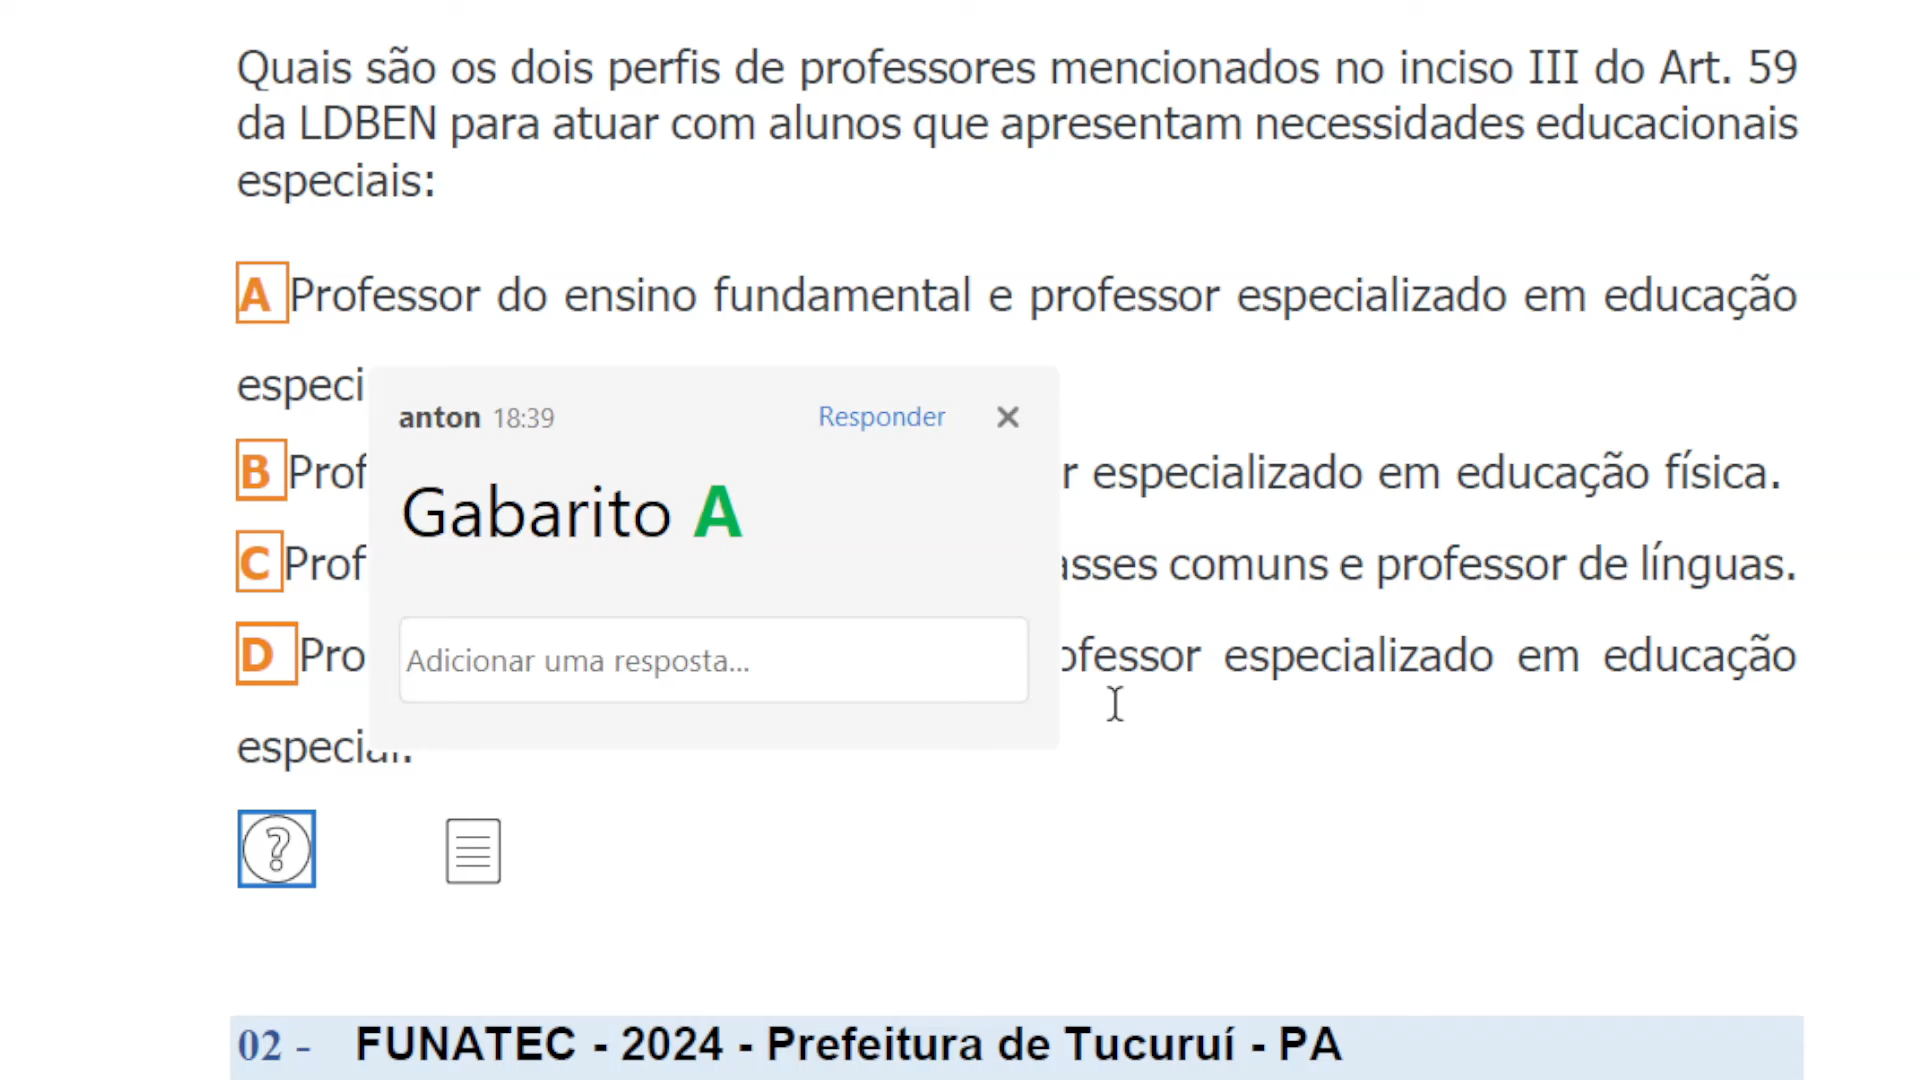 Quais são os dois perfis de professores mencionados no inciso III do Art. 59
da LDBEN para atuar com alunos que apresentam necessidades educacionais
especiais:
A Professor do ensino fundamental e professor especializado em educação
especi
anton 18:39 Responder
B Prof r especializado em educação física.
Gabarito A
C Prof asses comuns e professor de línguas.
D Pro ofessor especializado em educação
Adicionar uma resposta...
especial.
02 - FUNATEC - 2024 - Prefeitura de Tucuruí - PA